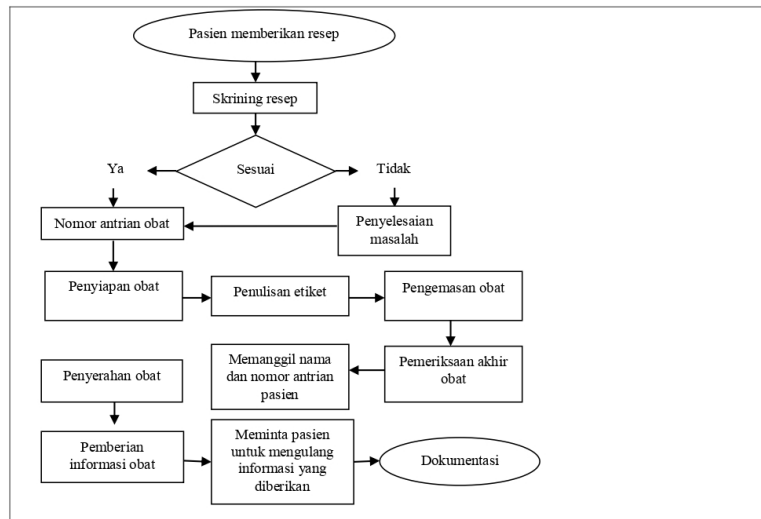 Pasien memberikan resep
Skrining resep
Sesuai
Ya
Tidak
Nomor antrian obat
Penyelesaian
masalah
Penyiapan obat
Penulisan etiket
Pengemasan obat
Pemeriksaan akhir
obat
Memanggil nama
dan nomor antrian
pasien
Penyerahan obat
Pemberian
informasi obat
Meminta pasien
untuk mengulang
informasi yang
diberikan
Dokumentasi